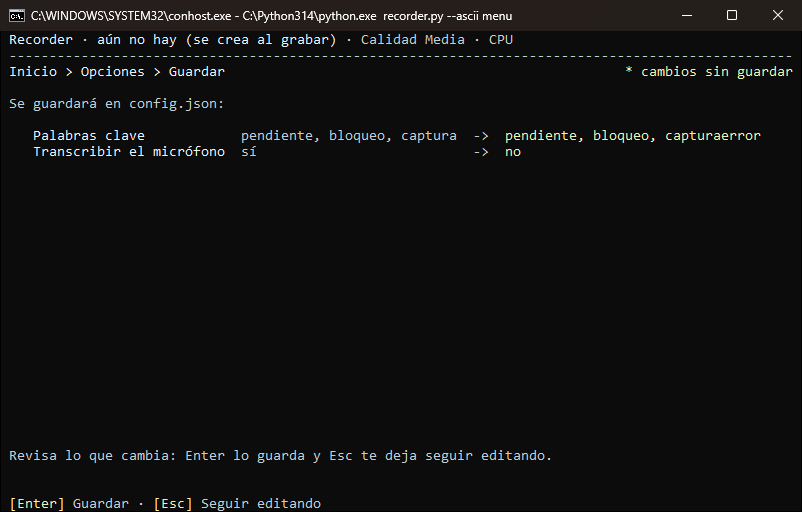 C:\WINDOWS\SYSTEM32\conhost.exe - C:\Python314\python.exe recorder.py --ascii menu
Recorder · aún no hay (se crea al grabar) · Calidad Media · CPU
--------------------------------------------------------------------------------------------------
Inicio > Opciones > Guardar * cambios sin guardar
Se guardará en config.json:
Palabras clave pendiente, bloqueo, captura -> pendiente, bloqueo, capturaerror
Transcribir el micrófono sí -> no
Revisa lo que cambia: Enter lo guarda y Esc te deja seguir editando.
[Enter] Guardar · [Esc] Seguir editando